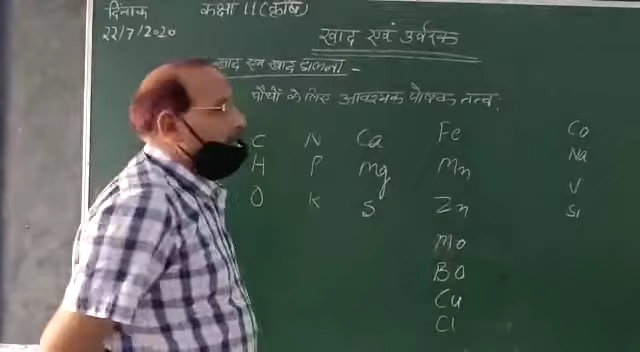 दिनांक कक्षा 11 (कृषि)
22/7/2020
खाद एवं उर्वरक
खाद एवं खाद डालना -
पौधों के लिए आवश्यक पोषक तत्व:
C N Ca Fe Co
H P Mg Mn Na
O K S Zn V
Si
Mo
BO
Cu
Cl